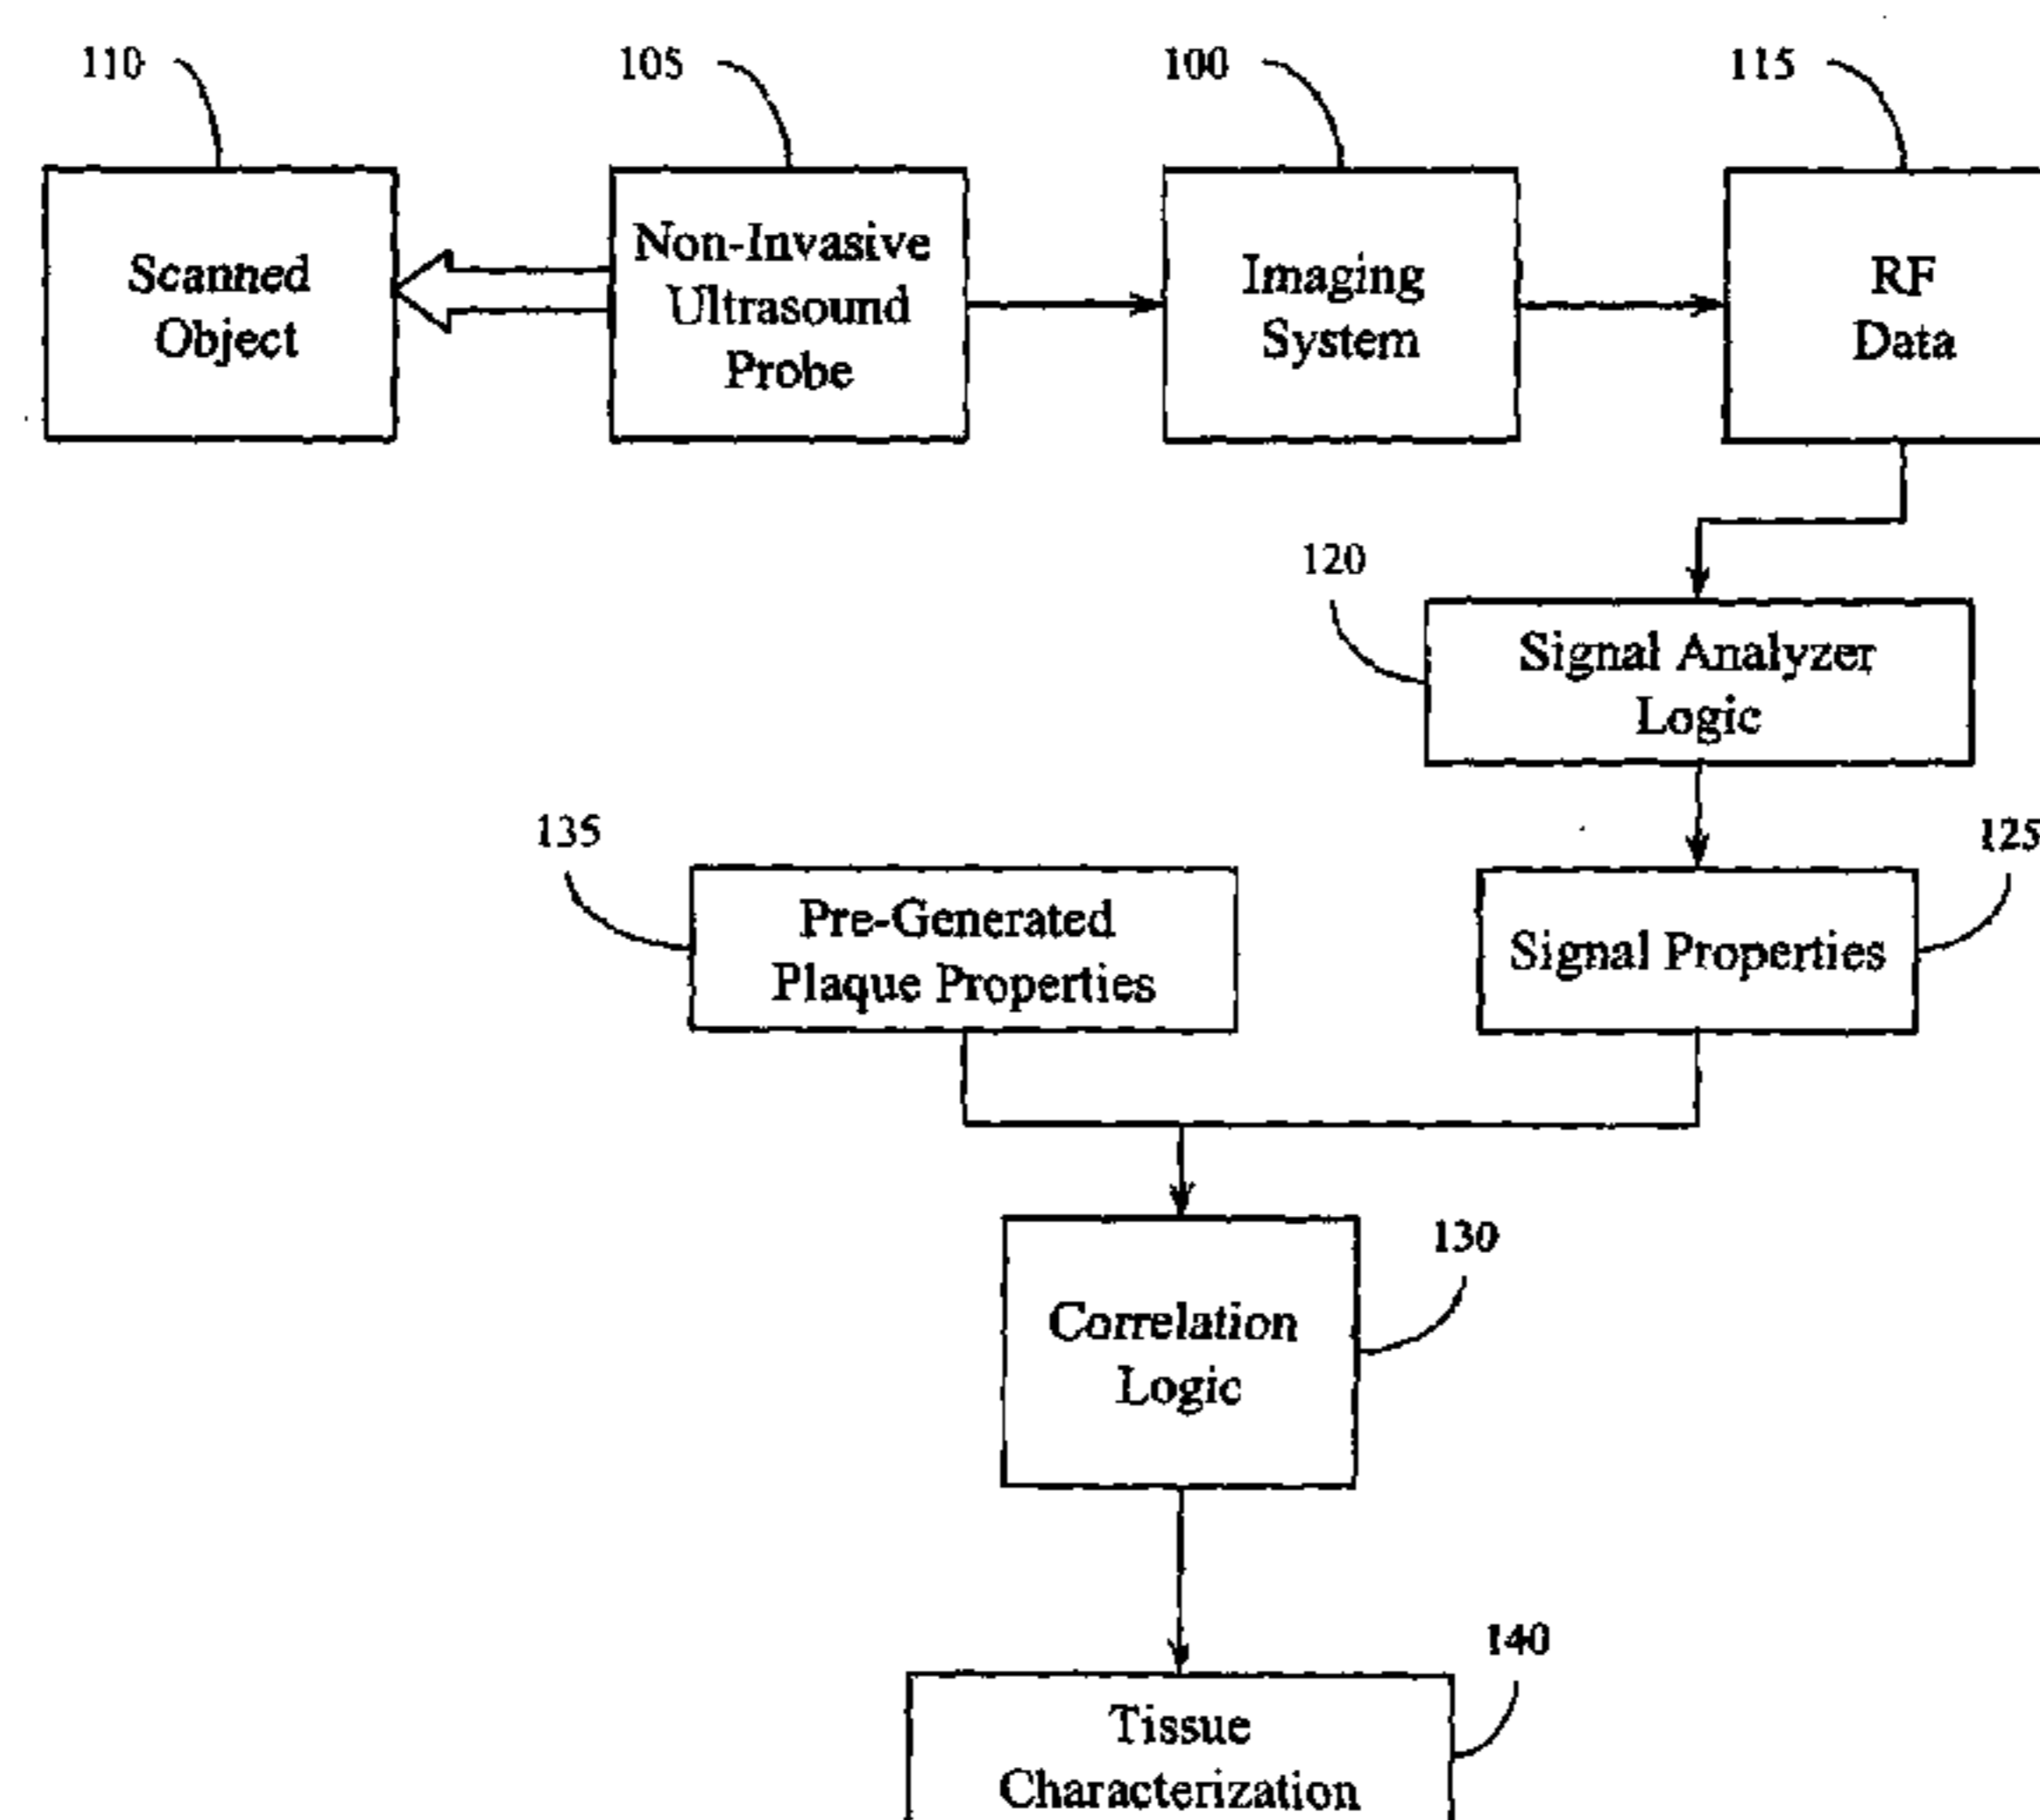 110
105
100
115
Scanned
Object
Non-Invasive
Ultrasound
Probe
Imaging
System
RF
Data
120
Signal Analyzer
Logic
135
125
Pre-Generated
Plaque Properties
Signal Properties
130
Correlation
Logic
140
Tissue
Characterization